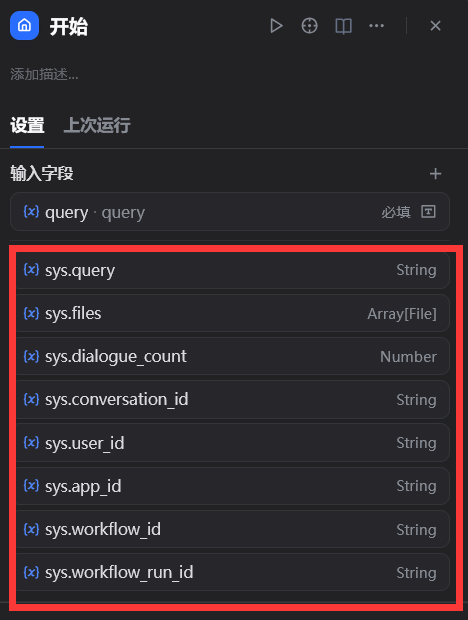 开始
添加描述...
设置 上次运行
输入字段
{x} query · query 必填
{x} sys.query String
{x} sys.files Array[File]
{x} sys.dialogue_count Number
{x} sys.conversation_id String
{x} sys.user_id String
{x} sys.app_id String
{x} sys.workflow_id String
{x} sys.workflow_run_id String